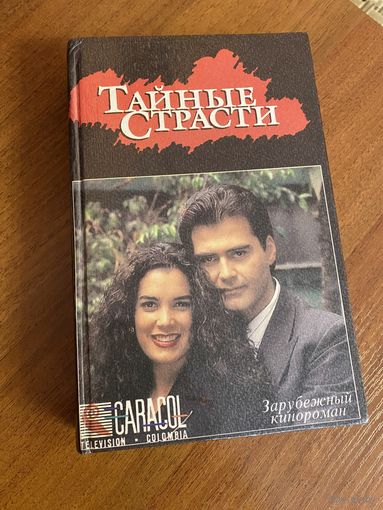 ТАЙНЫЕ
СТРАСТИ
CARACOL
TELEVISION • COLOMBIA
Зарубежный
кинороман